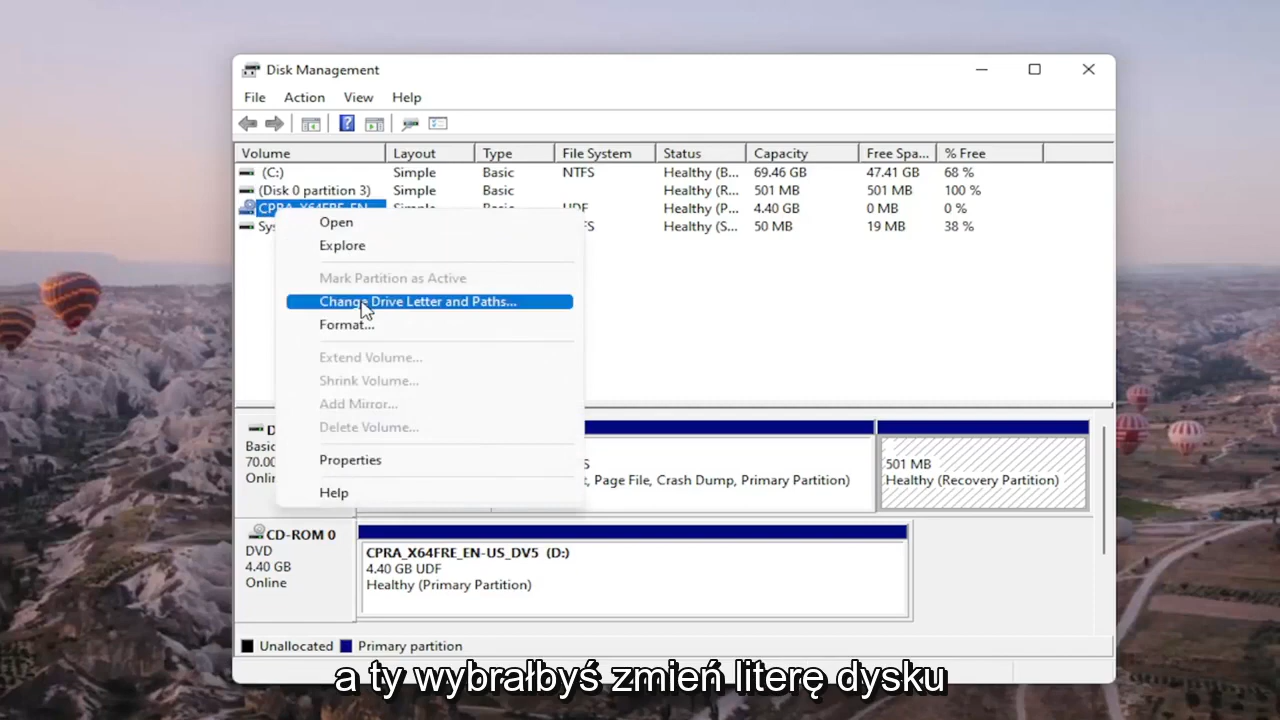 Disk Management
File Action View Help
Volume Layout Type File System Status Capacity Free Spa... % Free
(C:) Simple Basic NTFS Healthy (B... 69.46 GB 47.41 GB 68 %
(Disk 0 partition 3) Simple Basic Healthy (R... 501 MB 501 MB 100 %
CPRA_X64FRE_EN Simple Basic UDF Healthy (P... 4.40 GB 0 MB 0 %
Healthy (S... 50 MB 19 MB 38 %
Open
Explore
Mark Partition as Active
Change Drive Letter and Paths...
Format...
Extend Volume...
Shrink Volume...
Add Mirror...
Delete Volume...
Properties
Help
Basic
70.00
501 MB
, Page File, Crash Dump, Primary Partition)
Healthy (Recovery Partition)
CD-ROM 0
DVD
4.40 GB
Online
CPRA_X64FRE_EN-US_DV5 (D:)
4.40 GB UDF
Healthy (Primary Partition)
Unallocated Primary partition
a ty wybrałbyś zmień literę dysku